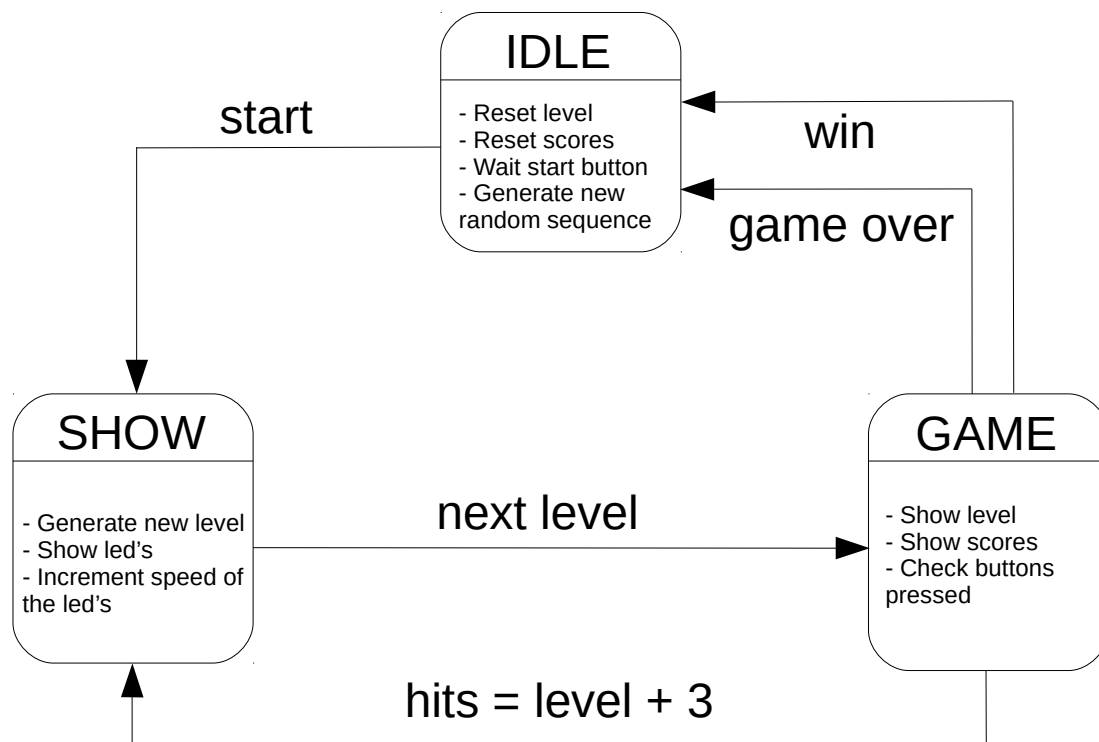 IDLE
- Reset level
- Reset scores
- Wait start button
- Generate new
random sequence
start
win
game over
SHOW
- Generate new level
- Show led’s
- Increment speed of
the led’s
next level
GAME
- Show level
- Show scores
- Check buttons
pressed
hits = level + 3